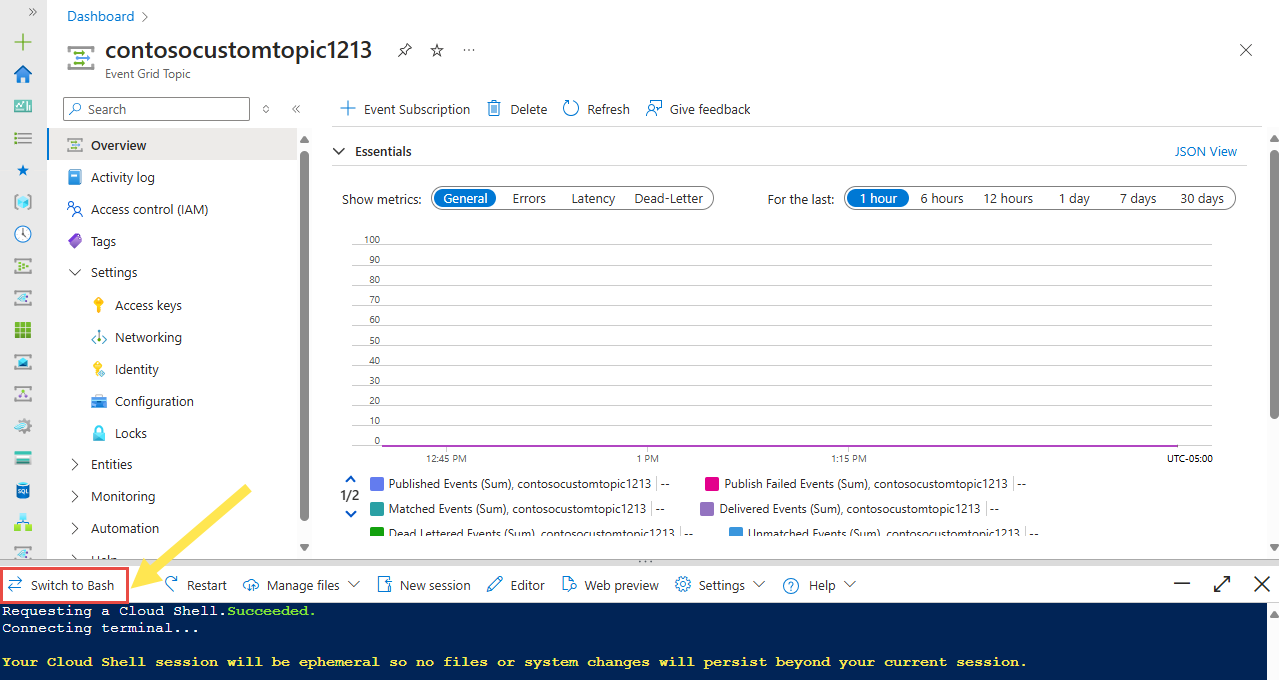 Dashboard
contosocustomtopic1213
Event Grid Topic
Search
Overview
Activity log
Access control (IAM)
Tags
Settings
Access keys
Networking
Identity
Configuration
Locks
Entities
Monitoring
Automation
Help
Event Subscription Delete Refresh Give feedback
Essentials JSON View
Show metrics: General Errors Latency Dead-Letter For the last: 1 hour 6 hours 12 hours 1 day 7 days 30 days
100
90
80
70
60
50
40
30
20
10
0
12:45 PM 1 PM 1:15 PM UTC-05:00
1/2
Published Events (Sum), contosocustomtopic1213 | -- Publish Failed Events (Sum), contosocustomtopic1213 | --
Matched Events (Sum), contosocustomtopic1213 | -- Delivered Events (Sum), contosocustomtopic1213 | --
Dead Lettered Events (Sum), contosocustomtopic1213 | -- Unmatched Events (Sum), contosocustomtopic1213 | --
Switch to Bash Restart Manage files New session Editor Web preview Settings Help
Requesting a Cloud Shell.Succeeded.
Connecting terminal...
Your Cloud Shell session will be ephemeral so no files or system changes will persist beyond your current session.